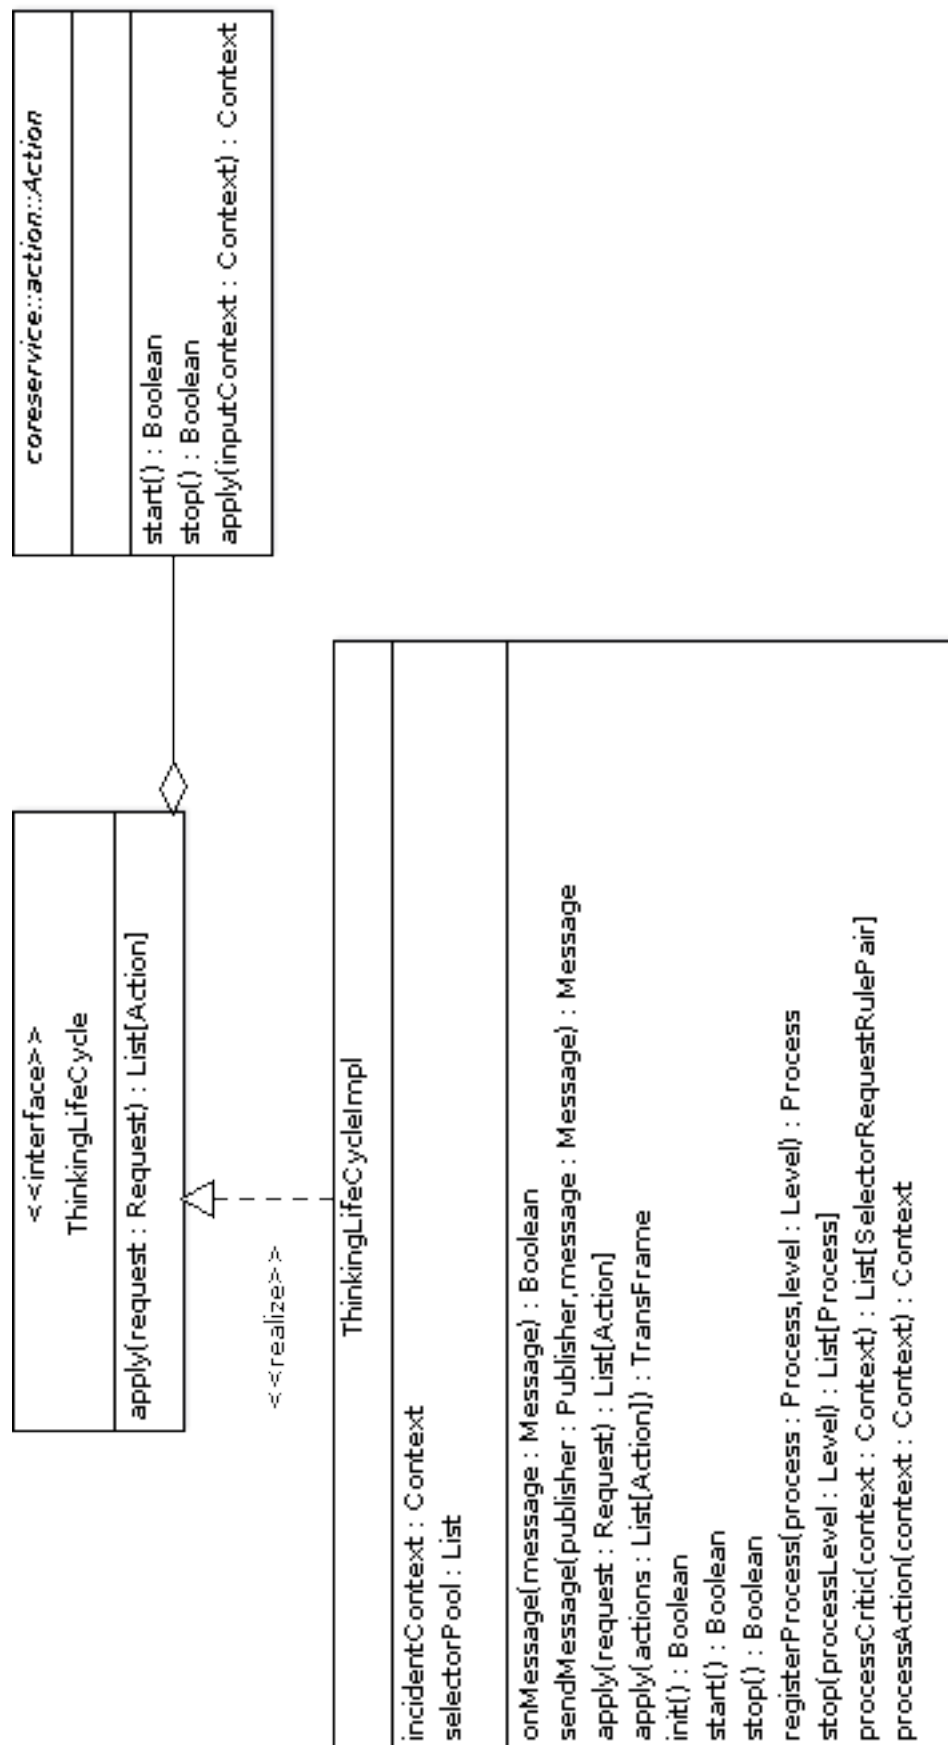 <<interface>>
ThinkingLifeCycle
apply(request : Request) : List[Action]
coreservice::action::Action
start() : Boolean
stop() : Boolean
apply(inputContext : Context) : Context
<<realize>>
ThinkingLifeCycleImpl
incidentContext : Context
selectorPool : List
onMessage(message : Message) : Boolean
sendMessage(publisher : Publisher,message : Message) : Message
apply(request : Request) : List[Action]
apply(actions : List[Action]) : TransFrame
init() : Boolean
start() : Boolean
stop() : Boolean
registerProcess(process : Process,level : Level) : Process
stop(processLevel : Level) : List[Process]
processCritic(context : Context) : List[SelectorRequestRulePair]
processAction(context : Context) : Context